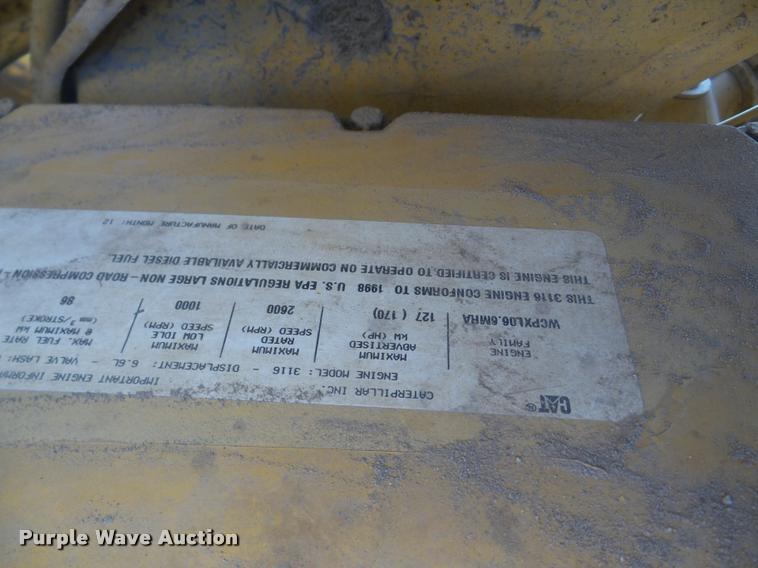 CAT®
CATERPILLAR INC. IMPORTANT ENGINE INFORMA
ENGINE MODEL: 3116 - DISPLACEMENT: 6.6L- VALVE LASH:
ENGINE FAMILY
WCPXL06.6MRA
MAXIMUM ADVERTISED KW (HP)
127 ( 170)
MAXIMUM RATED SPEED (RPM)
2600
MAXIMUM LOW IDLE SPEED (RPM)
1000
MAX. FUEL RATE @ MAXIMUM KW (mm³/STROKE)
86
THIS 3116 ENGINE CONFORMS TO 1998 U.S. EPA REGULATIONS LARGE NON-ROAD COMPRESSION
THIS ENGINE IS CERTIFIED TO OPERATE ON COMMERCIALLY AVAILABLE DIESEL FUEL.
DATE OF MANUFACTURE MONTH: 12
Purple Wave Auction